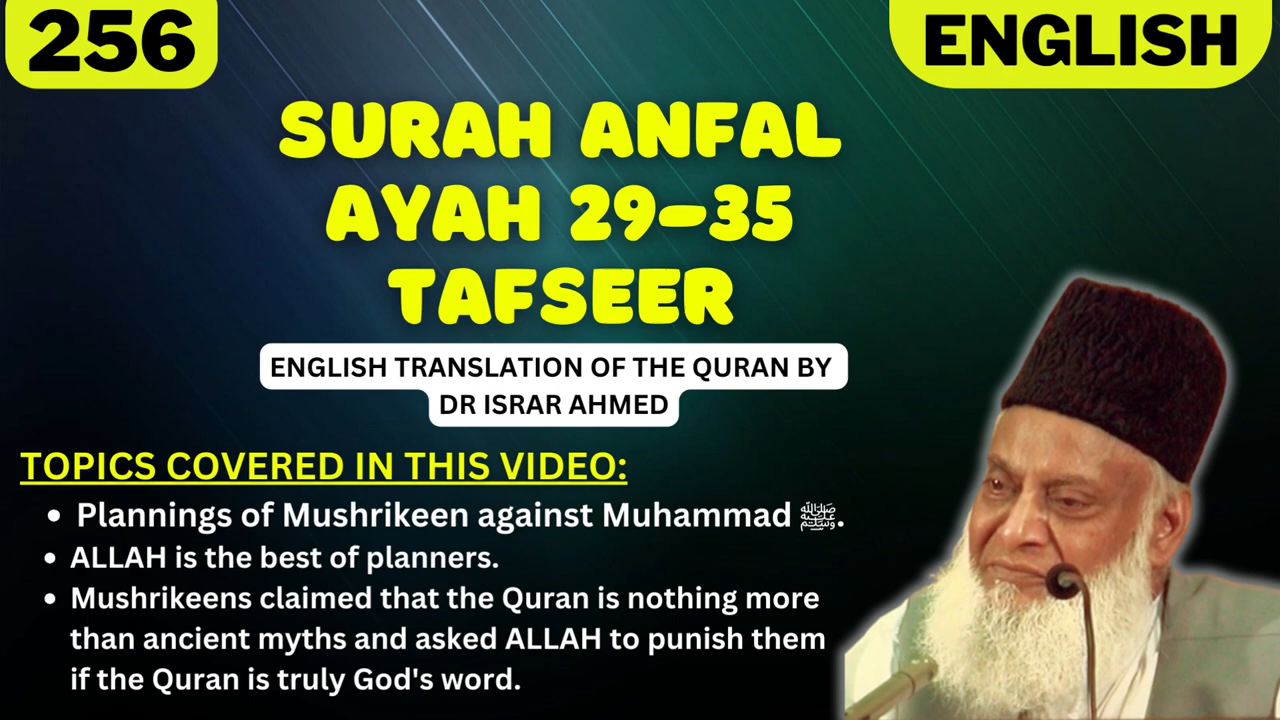 256
ENGLISH
SURAH ANFAL
AYAH 29-35
TAFSEER
ENGLISH TRANSLATION OF THE QURAN BY
DR ISRAR AHMED
TOPICS COVERED IN THIS VIDEO:
• Plannings of Mushrikeen against Muhammad ﷺ.
• ALLAH is the best of planners.
• Mushrikeens claimed that the Quran is nothing more
than ancient myths and asked ALLAH to punish them
if the Quran is truly God's word.